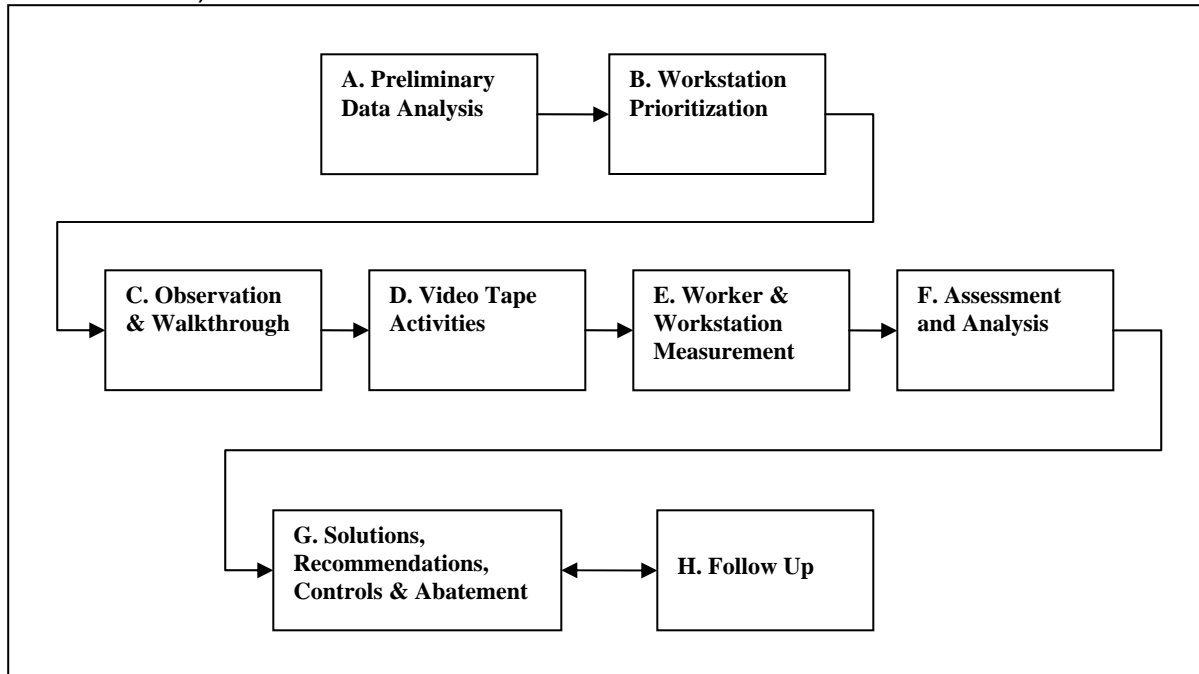 A. Preliminary
Data Analysis
B. Workstation
Prioritization
C. Observation
& Walkthrough
D. Video Tape
Activities
E. Worker &
Workstation
Measurement
F. Assessment
and Analysis
G. Solutions,
Recommendations,
Controls & Abatement
H. Follow Up